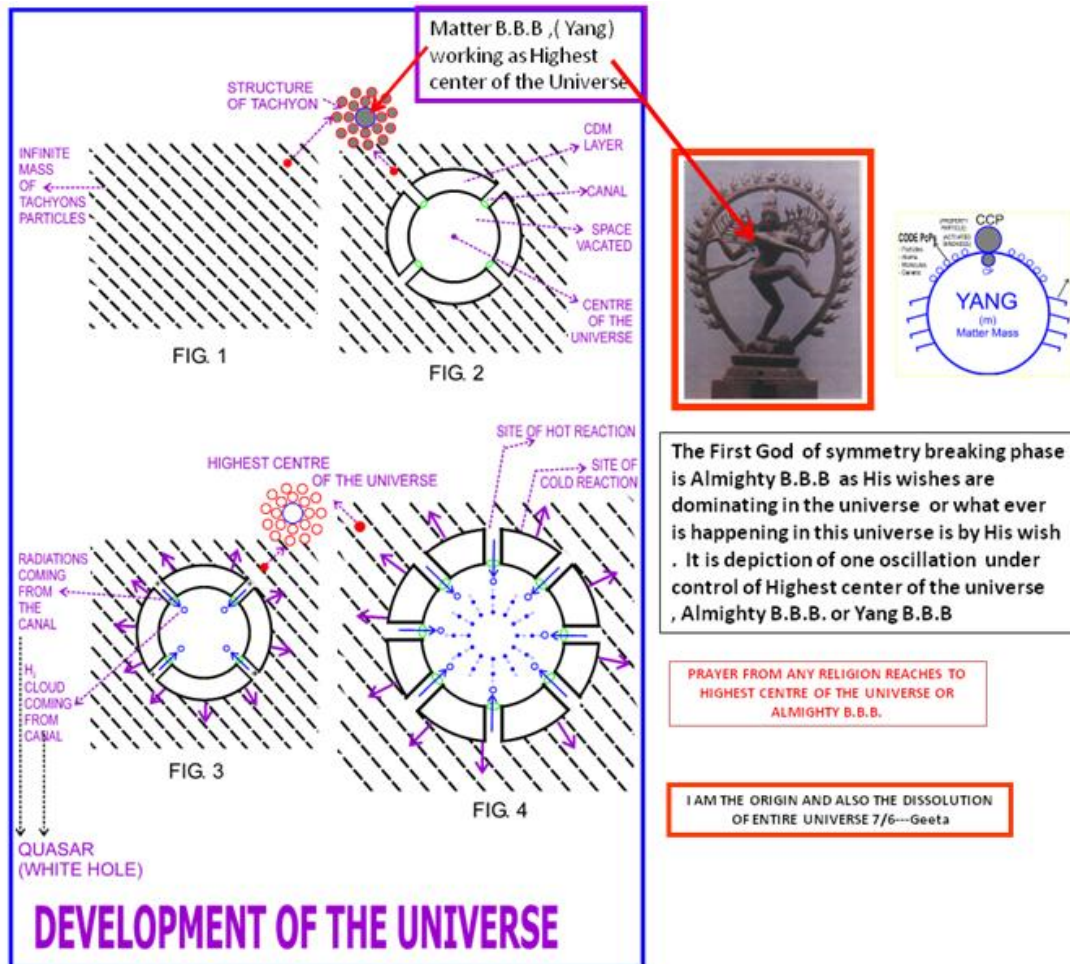 Matter B.B.B ,( Yang)
working as Highest
center of the Universe
STRUCTURE
OF TACHYON
INFINITE
MASS
OF
TACHYONS
PARTICLES
CDM
LAYER
CANAL
SPACE
VACATED
CENTRE
OF THE
UNIVERSE
FIG. 1
FIG. 2
CCP
CODE PcPs
CP
YANG
(m)
Matter Mass
SITE OF HOT REACTION
HIGHEST CENTRE
OF THE UNIVERSE
SITE OF
COLD REACTION
RADIATIONS
COMING
FROM
THE
CANAL
CLOUD
COMING
FROM
CANAL
FIG. 3
FIG. 4
QUASAR
(WHITE HOLE)
DEVELOPMENT OF THE UNIVERSE
The First God of symmetry breaking phase
is Almighty B.B.B as His wishes are
dominating in the universe or what ever
is happening in this universe is by His wish
. It is depiction of one oscillation under
control of Highest center of the universe
, Almighty B.B.B. or Yang B.B.B
PRAYER FROM ANY RELIGION REACHES TO
HIGHEST CENTRE OF THE UNIVERSE OR
ALMIGHTY B.B.B.
I AM THE ORIGIN AND ALSO THE DISSOLUTION
OF ENTIRE UNIVERSE 7/6---Geeta